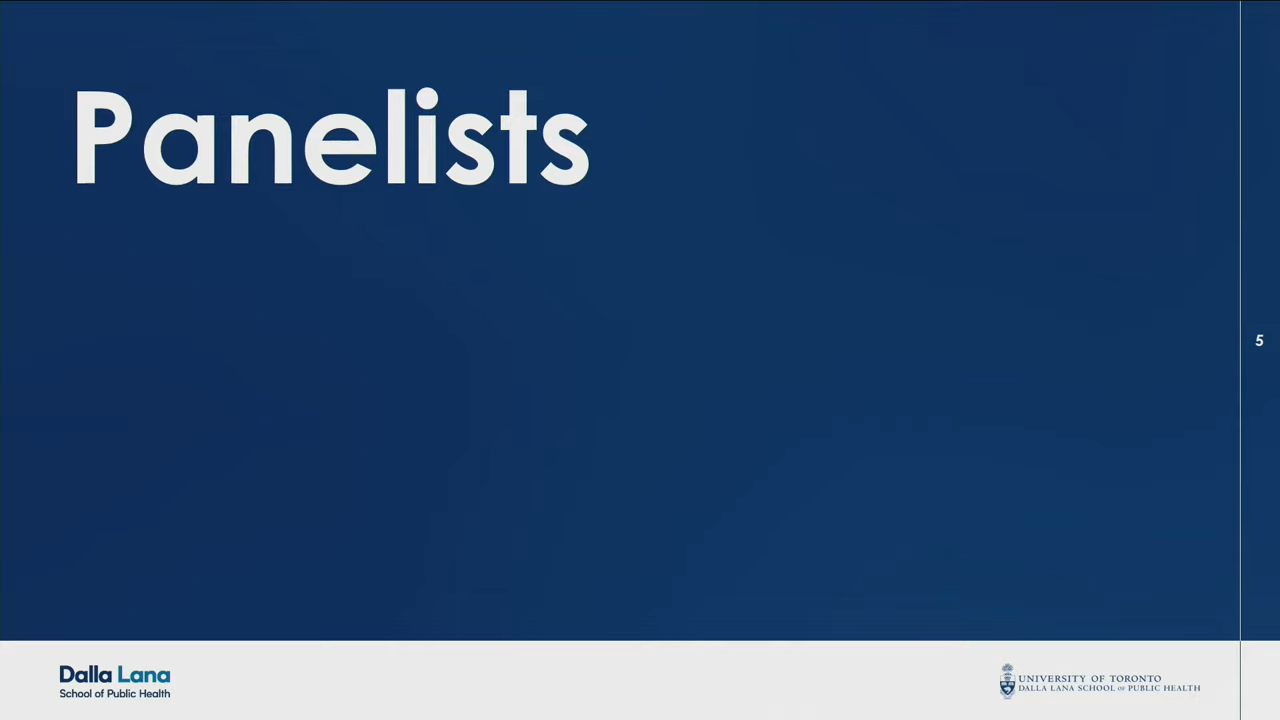 Panelists
5
Dalla Lana
School of Public Health
UNIVERSITY OF TORONTO
DALLA LANA SCHOOL OF PUBLIC HEALTH